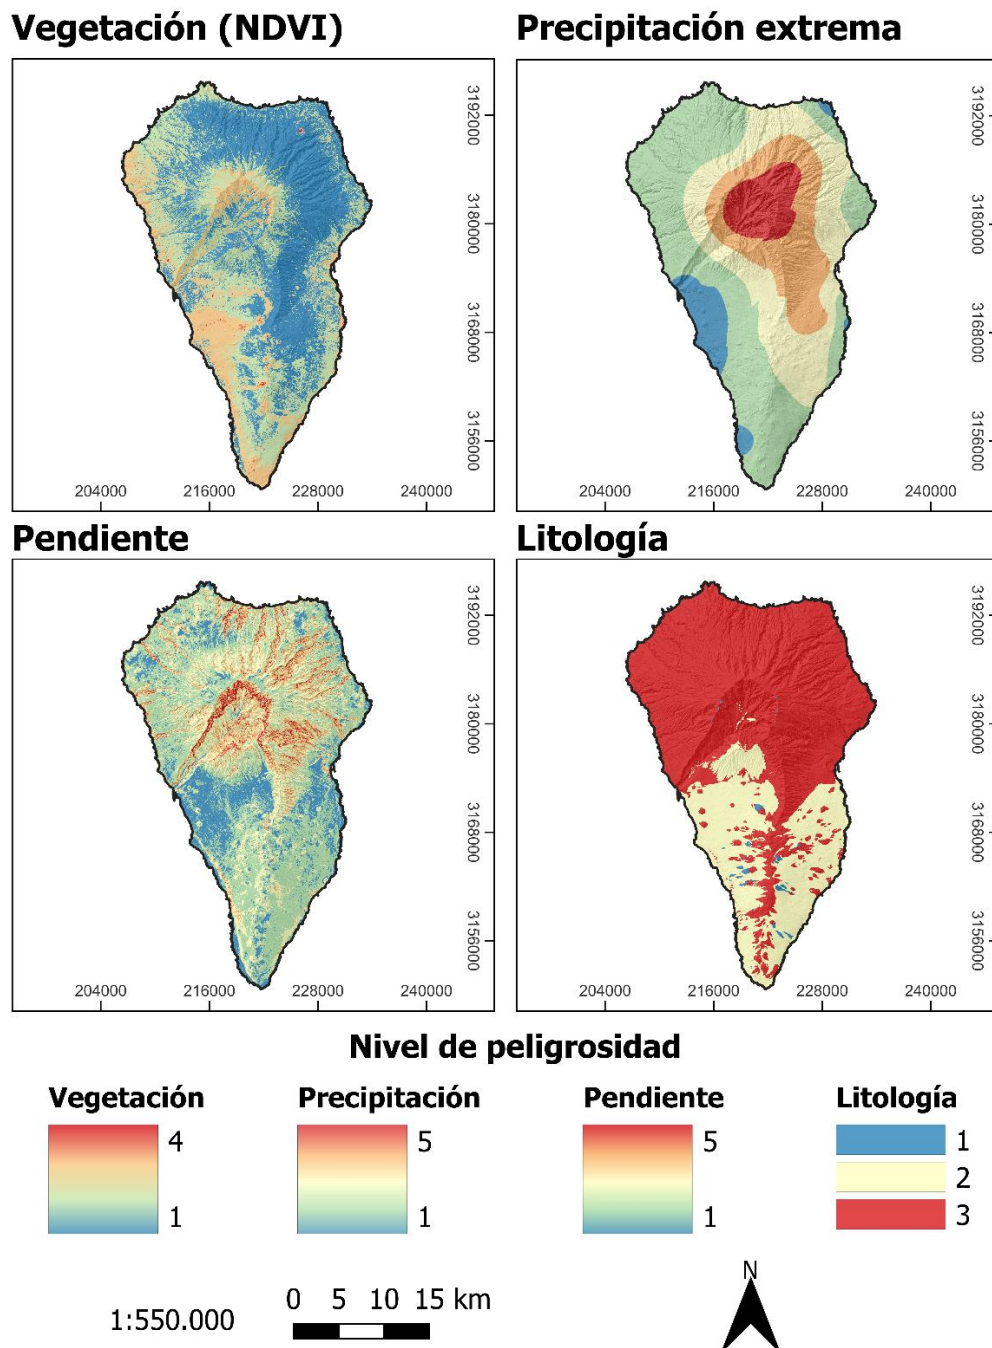 Vegetación (NDVI)
Precipitación extrema
3192000
3180000
3168000
3156000
204000 216000 228000 240000
3192000
3180000
3168000
3156000
204000 216000 228000 240000
Pendiente
Litología
3192000
3180000
3168000
3156000
204000 216000 228000 240000
3192000
3180000
3168000
3156000
204000 216000 228000 240000
Nivel de peligrosidad
Vegetación
4
1
Precipitación
5
1
Pendiente
5
1
Litología
1
2
3
1:550.000
0 5 10 15 km
N